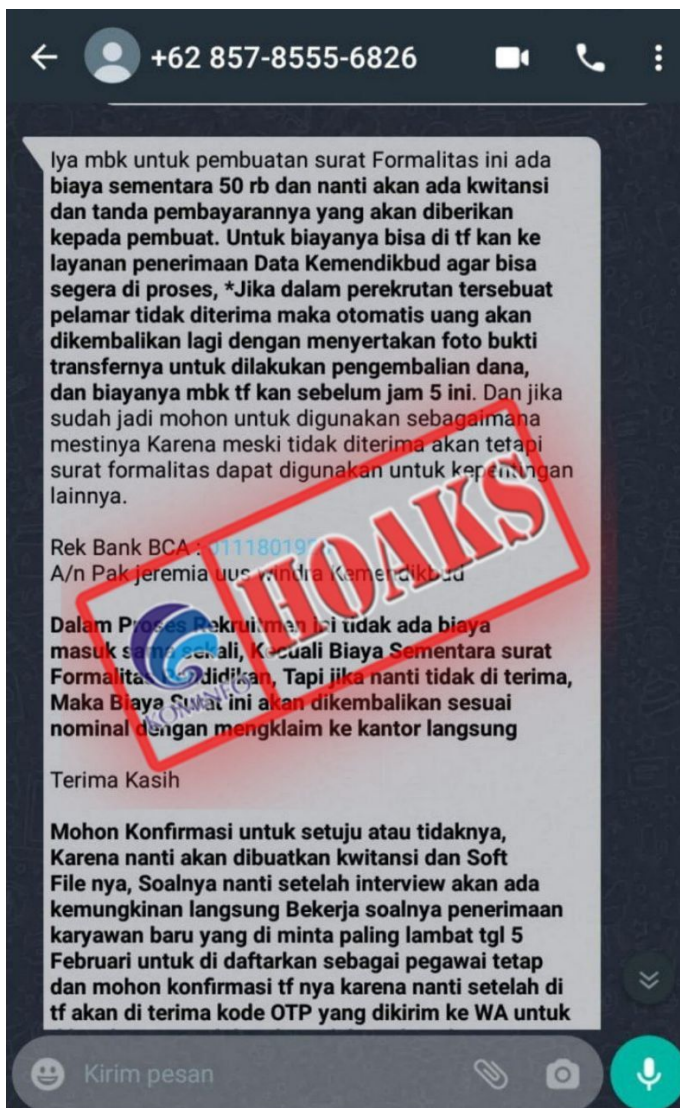 +62 857-8555-6826
Iya mbk untuk pembuatan surat Formalitas ini ada
biaya sementara 50 rb dan nanti akan ada kwitansi
dan tanda pembayarannya yang akan diberikan
kepada pembuat. Untuk biayanya bisa di tf kan ke
layanan penerimaan Data Kemendikbud agar bisa
segera di proses, *Jika dalam perekrutan tersebuat
pelamar tidak diterima maka otomatis uang akan
dikembalikan lagi dengan menyertakan foto bukti
transfernya untuk dilakukan pengembalian dana,
dan biayanya mbk tf kan sebelum jam 5 ini. Dan jika
sudah jadi mohon untuk digunakan sebagaimana
mestinya Karena meski tidak diterima akan tetapi
surat formalitas dapat digunakan untuk kepentingan
lainnya.
Rek Bank BCA :
A/n Pak jeremia uus windra Kemendikbud
HOAKS
KOMINFO
Dalam Proses Rekruitmen ini tidak ada biaya
masuk sama sekali, Kecuali Biaya Sementara surat
Formalitas Pendidikan, Tapi jika nanti tidak di terima,
Maka Biaya Surat ini akan dikembalikan sesuai
nominal dengan mengklaim ke kantor langsung
Terima Kasih
Mohon Konfirmasi untuk setuju atau tidaknya,
Karena nanti akan dibuatkan kwitansi dan Soft
File nya, Soalnya nanti setelah interview akan ada
kemungkinan langsung Bekerja soalnya penerimaan
karyawan baru yang di minta paling lambat tgl 5
Februari untuk di daftarkan sebagai pegawai tetap
dan mohon konfirmasi tf nya karena nanti setelah di
tf akan di terima kode OTP yang dikirim ke WA untuk
Kirim pesan